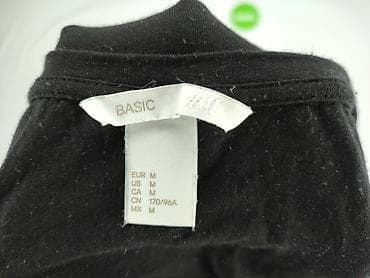 BASIC H&M
EUR M
US M
CA M
CN 170/96A
MX M